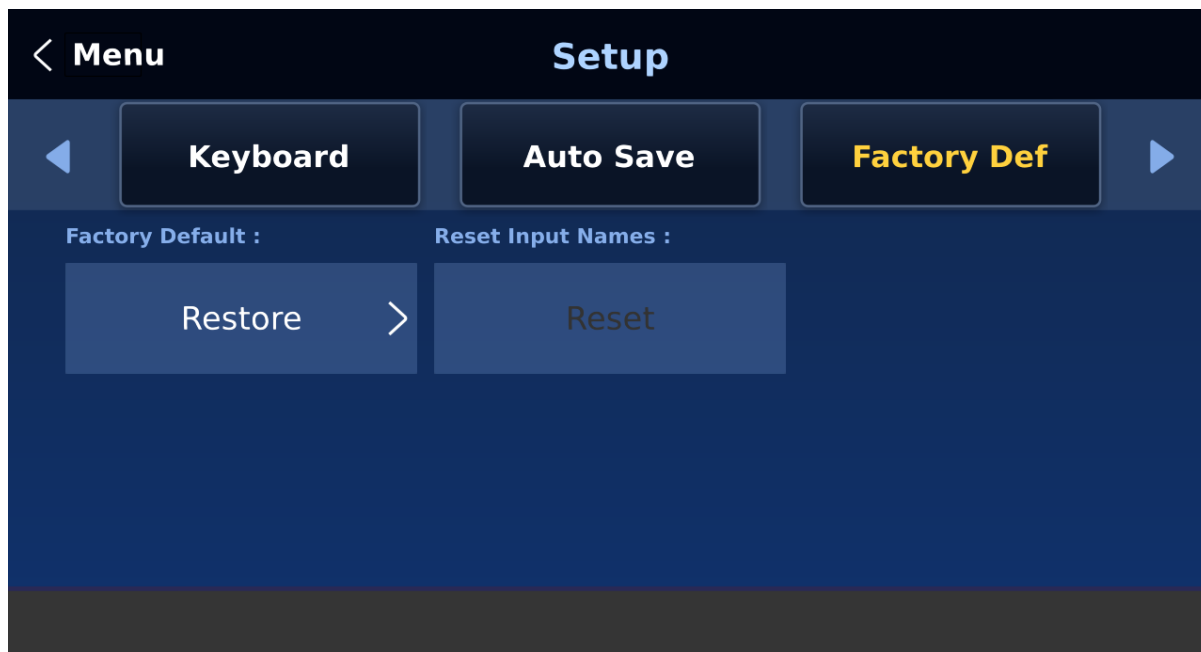 Menu
Setup
Keyboard
Auto Save
Factory Def
Factory Default :
Reset Input Names :
Restore
Reset